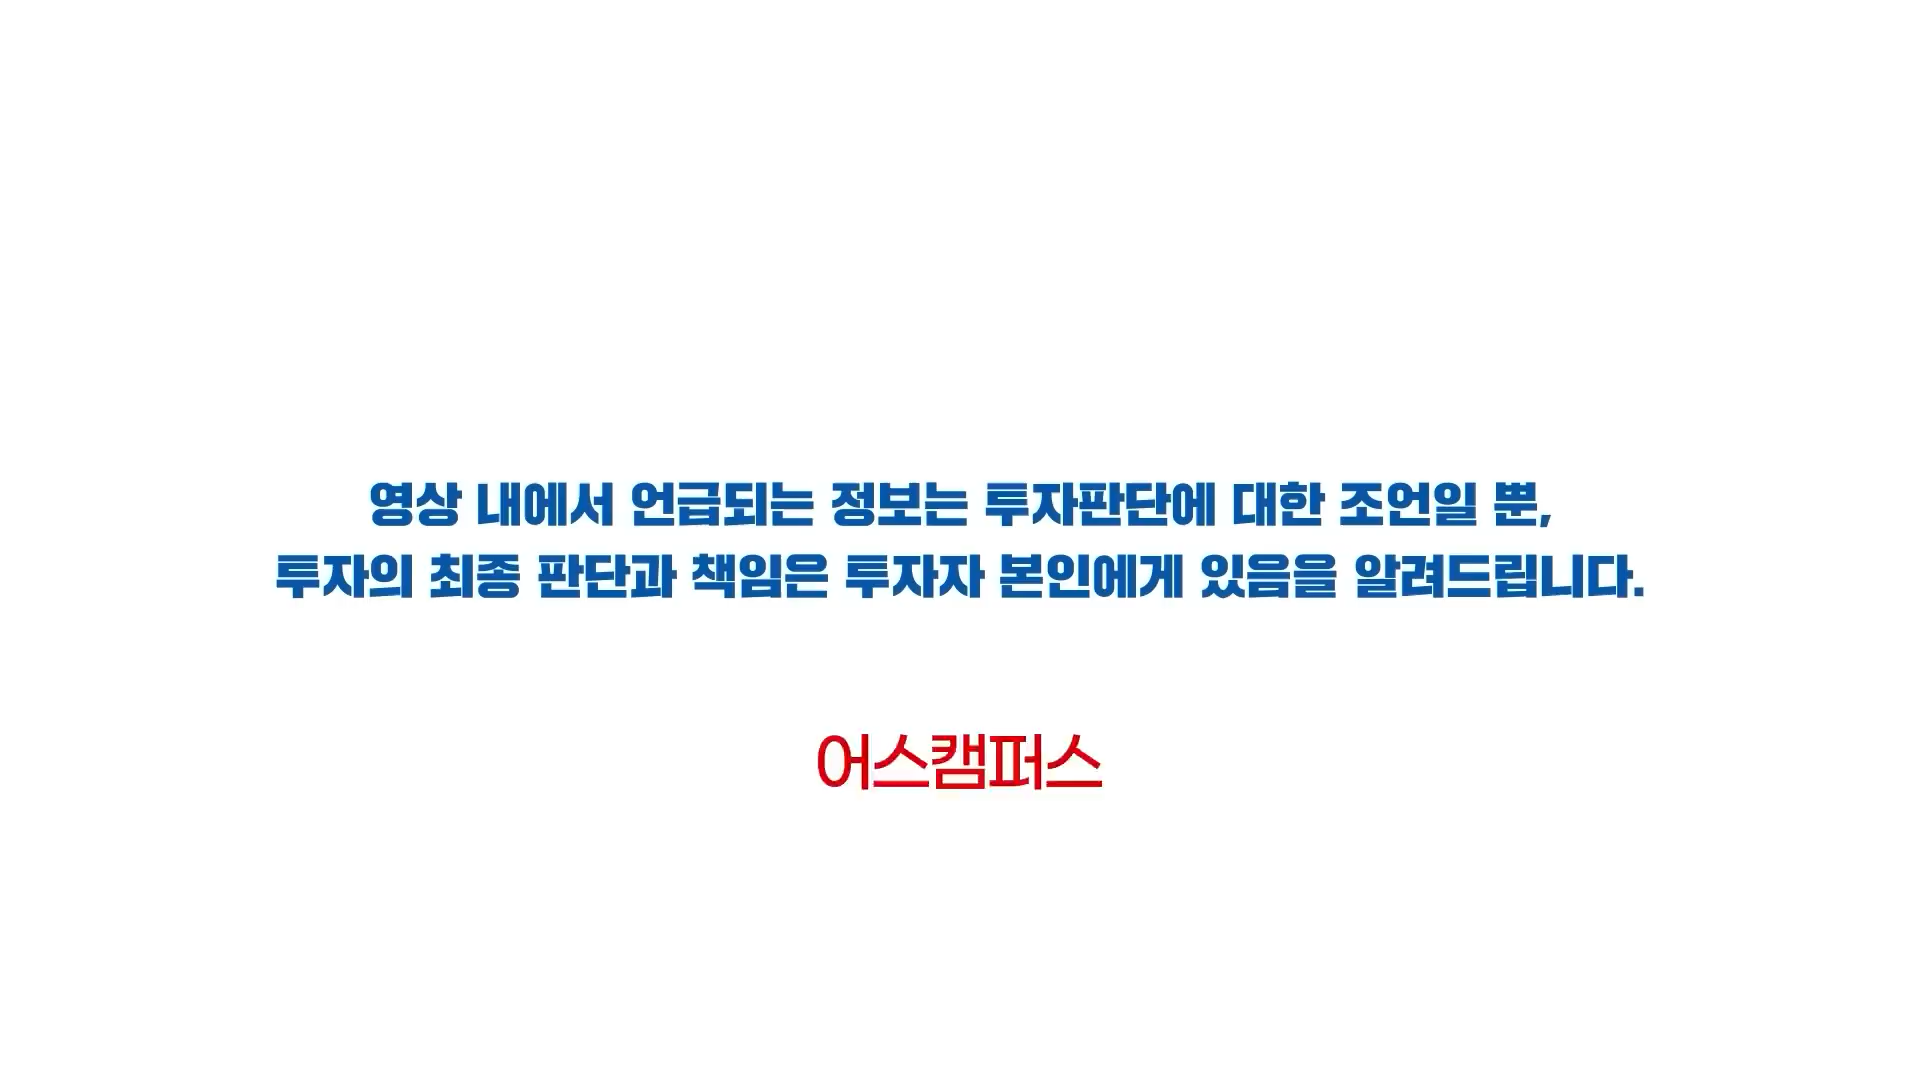 영상 내에서 언급되는 정보는 투자판단에 대한 조언일 뿐,
투자의 최종 판단과 책임은 투자자 본인에게 있음을 알려드립니다.
어스캠퍼스